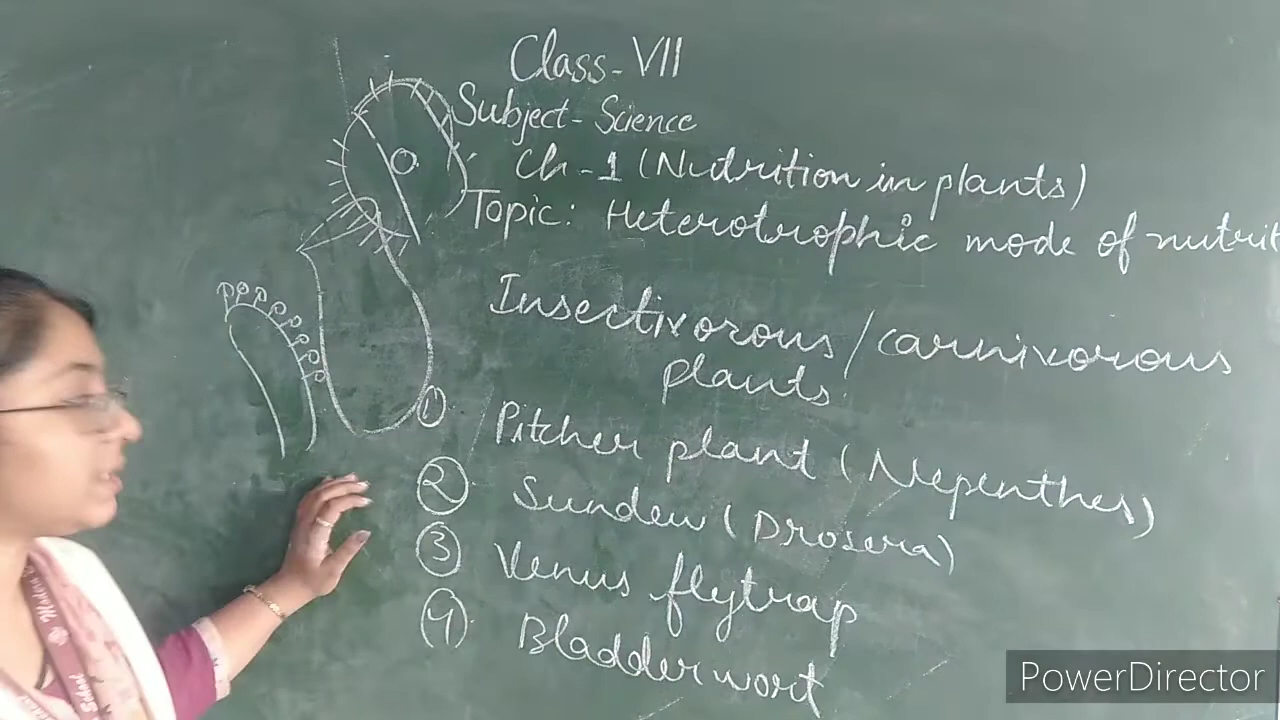 Class-VII
Subject-Science
Ch-1 (Nutrition in plants)
Topic: Heterotrophic mode of nutrit
Insectivorous/carnivorous
plants
① Pitcher plant (Nepenthes)
② Sundew (Drosera)
③ Venus flytrap
④ Bladderwort
School
PowerDirector